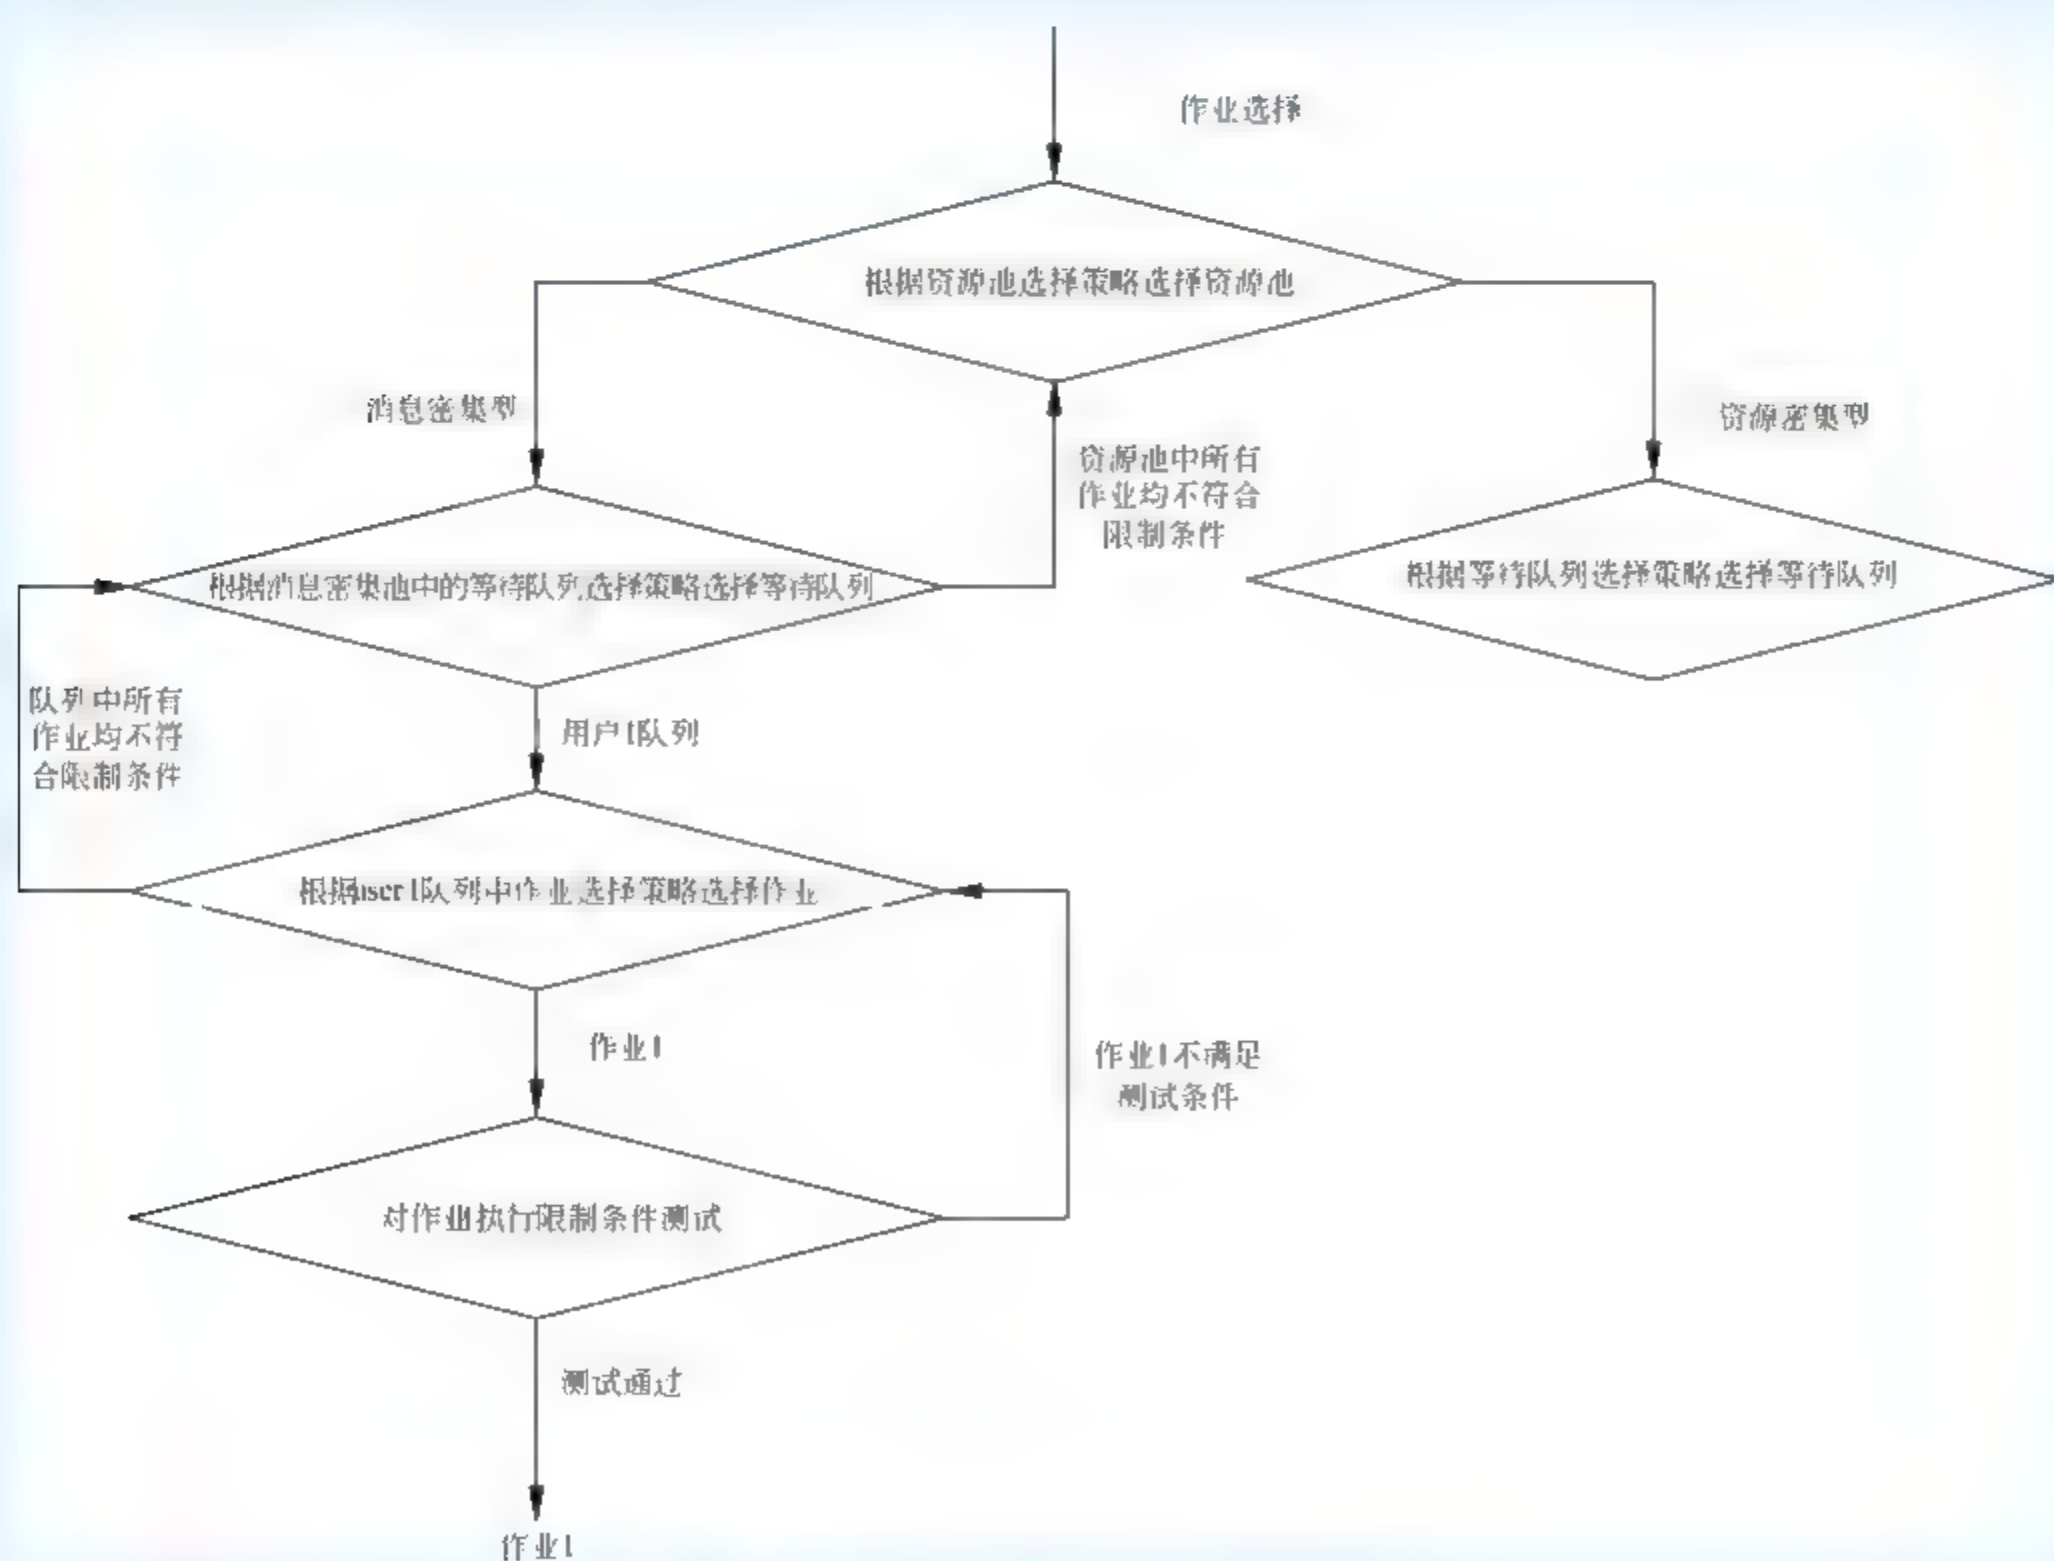 作业选择
根据资源池选择策略选择资源池
消息密集型
资源密集型
资源池中所有
作业均不符合
限制条件
根据消息密集池中的等待队列选择策略选择等待队列
根据等待队列选择策略选择等待队列
队列中所有
作业均不符
合限制条件
用户1队列
根据user1队列中作业选择策略选择作业
作业1
作业1不满足
测试条件
对作业执行限制条件测试
测试通过
作业1